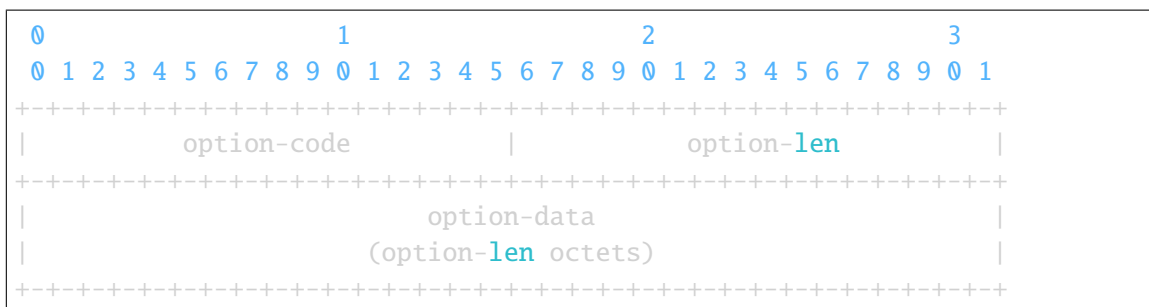 0                   1                   2                   3
0 1 2 3 4 5 6 7 8 9 0 1 2 3 4 5 6 7 8 9 0 1 2 3 4 5 6 7 8 9 0 1
+-+-+-+-+-+-+-+-+-+-+-+-+-+-+-+-+-+-+-+-+-+-+-+-+-+-+-+-+-+-+-+-+
|          option-code          |           option-len          |
+-+-+-+-+-+-+-+-+-+-+-+-+-+-+-+-+-+-+-+-+-+-+-+-+-+-+-+-+-+-+-+-+
|                          option-data                          |
|                      (option-len octets)                      |
+-+-+-+-+-+-+-+-+-+-+-+-+-+-+-+-+-+-+-+-+-+-+-+-+-+-+-+-+-+-+-+-+